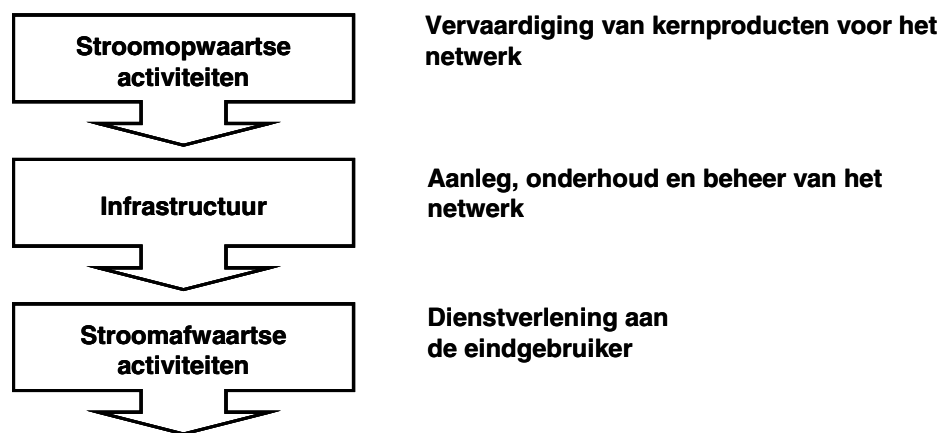 Stroomopwaartse
activiteiten
Vervaardiging van kernproducten voor het
netwerk
Infrastructuur
Aanleg, onderhoud en beheer van het
netwerk
Stroomafwaartse
activiteiten
Dienstverlening aan
de eindgebruiker